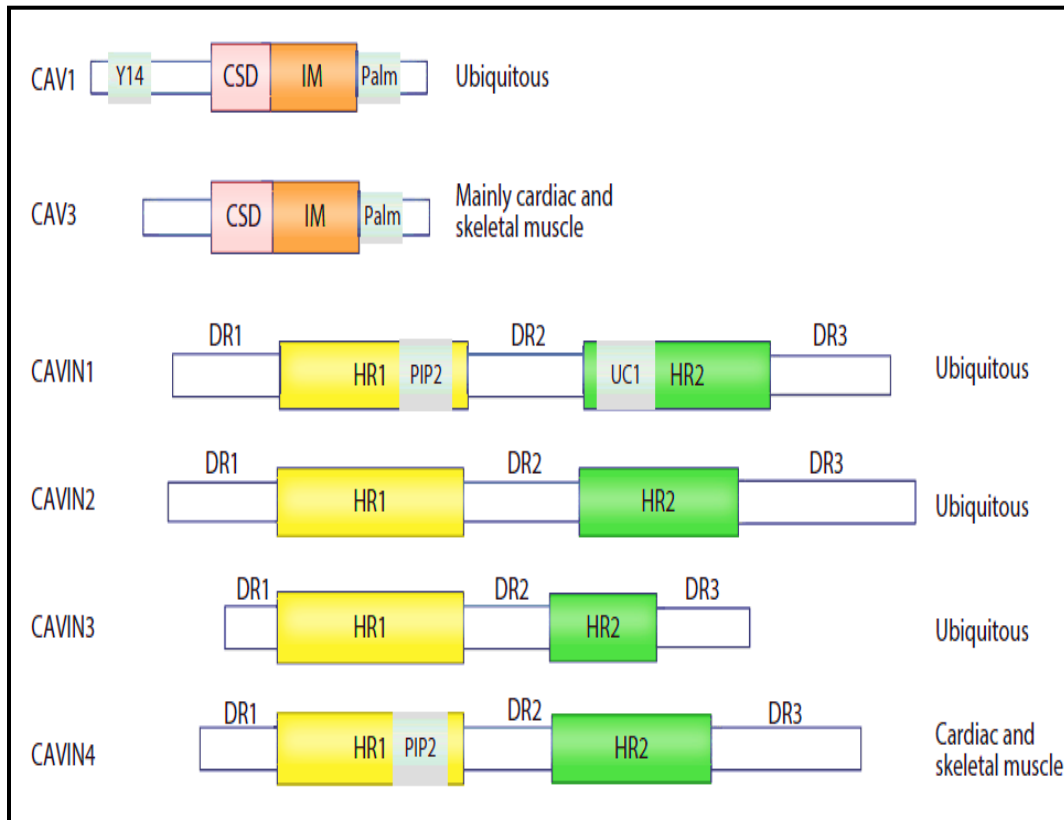 CAV1 Y14 CSD IM Palm Ubiquitous
CAV3 CSD IM Palm Mainly cardiac and
skeletal muscle
DR1 DR2 DR3
CAVIN1 HR1 PIP2 UC1 HR2 Ubiquitous
DR1 DR2 DR3
CAVIN2 HR1 HR2 Ubiquitous
DR1 DR2 DR3
CAVIN3 HR1 HR2 Ubiquitous
DR1 DR2 DR3
CAVIN4 HR1 PIP2 HR2 Cardiac and
skeletal muscle